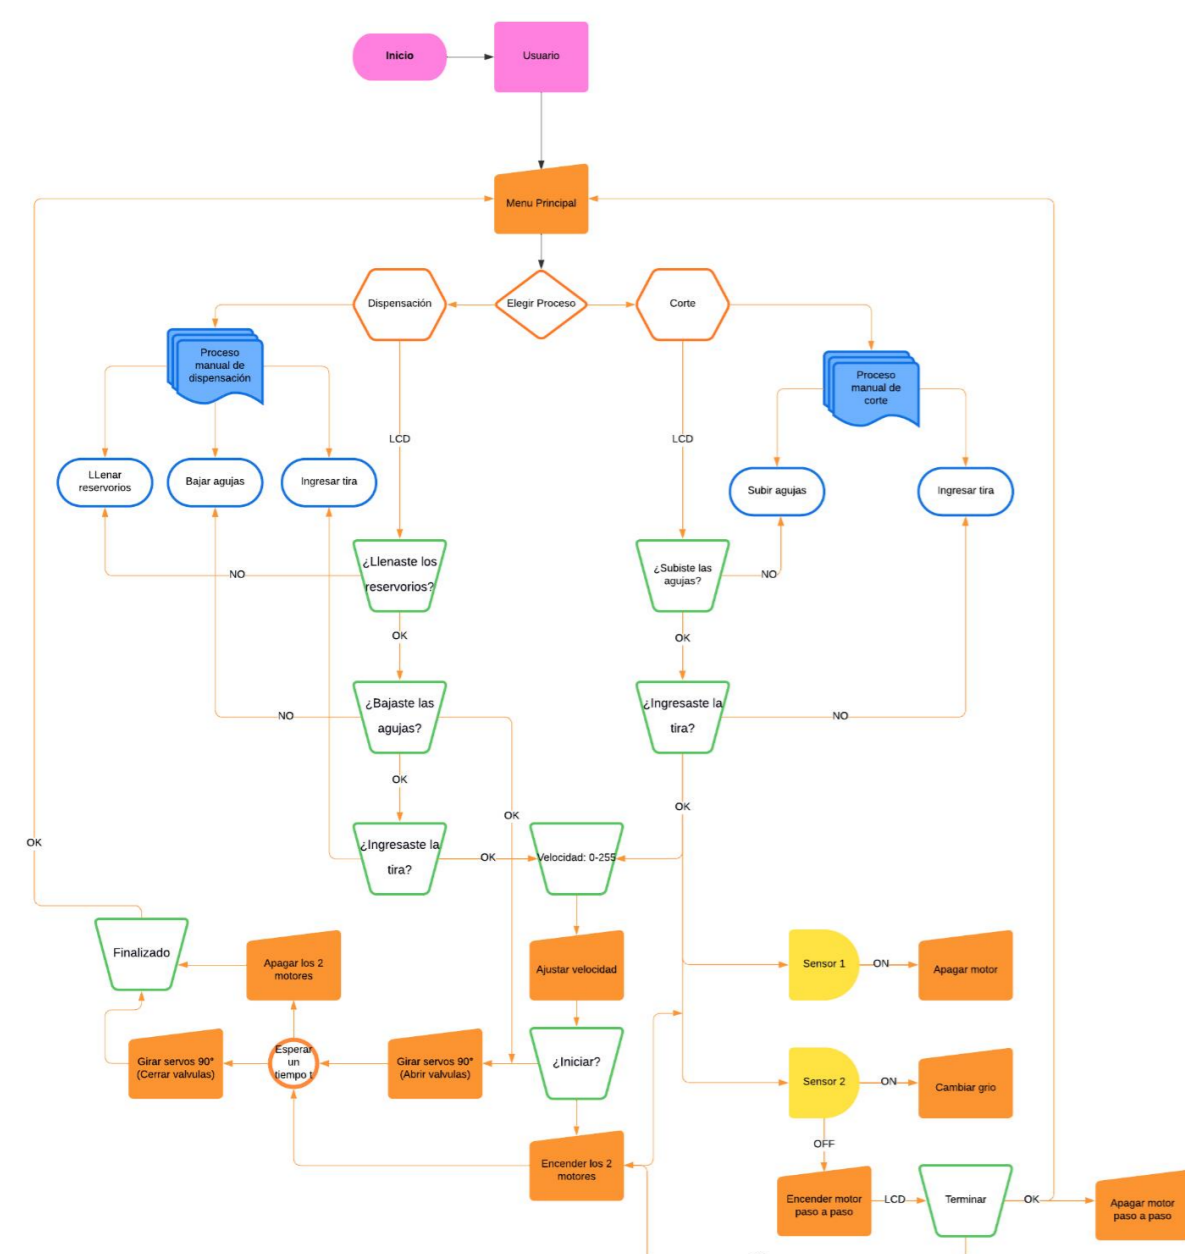 Inicio
Usuario
Menu Principal
Dispensación
Elegir Proceso
Corte
Proceso
manual de
dispensación
Proceso
manual de
corte
LCD
LCD
LLenar
reservorios
Bajar agujas
Ingresar tira
Subir agujas
Ingresar tira
¿Llenaste los
reservorios?
NO
¿Subiste las
agujas?
NO
OK
OK
¿Bajaste las
agujas?
NO
¿Ingresaste la
tira?
NO
OK
OK
OK
OK
¿Ingresaste la
tira?
OK
Velocidad: 0-255
Finalizado
Apagar los 2
motores
Ajustar velocidad
Sensor 1
ON
Apagar motor
Girar servos 90°
(Cerrar valvulas)
Esperar
un
tiempo t
Girar servos 90°
(Abrir valvulas)
¿Iniciar?
Sensor 2
ON
Cambiar grio
OFF
Encender los 2
motores
Encender motor
paso a paso
LCD
Terminar
OK
Apagar motor
paso a paso